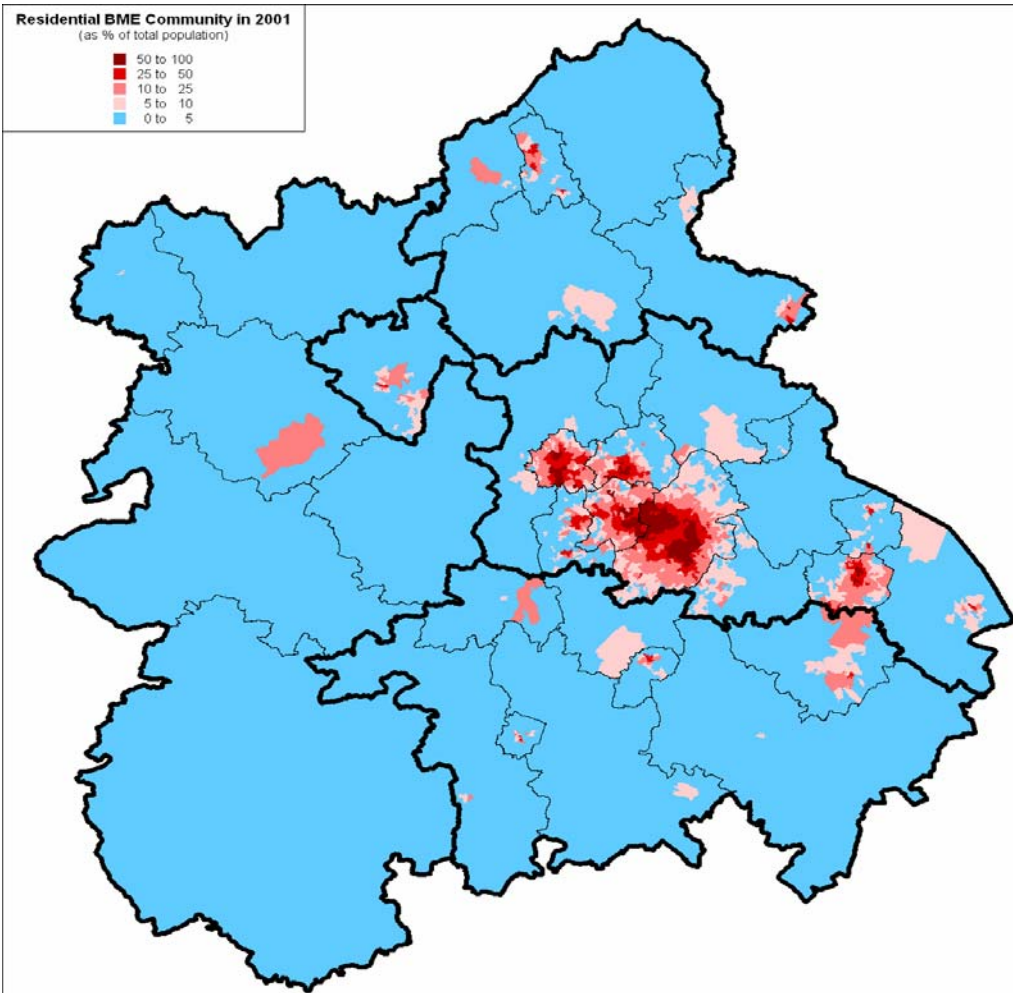 Residential BME Community in 2001
(as % of total population)
50 to 100
25 to 50
10 to 25
5 to 10
0 to 5